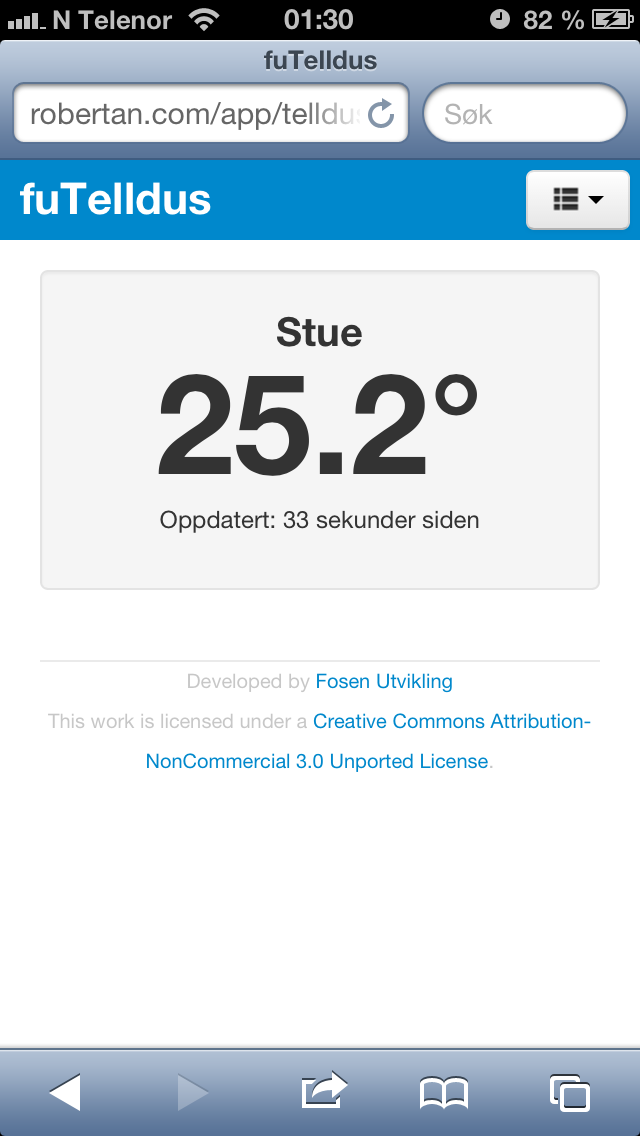 N Telenor 01:30 82 %
fuTelldus
robertan.com/app/telldus Søk
fuTelldus
Stue
25.2°
Oppdatert: 33 sekunder siden
Developed by Fosen Utvikling
This work is licensed under a Creative Commons Attribution-
NonCommercial 3.0 Unported License.